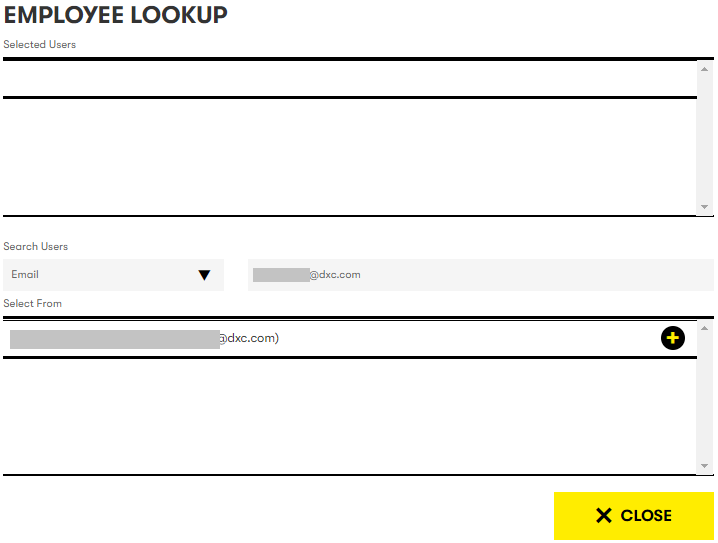 EMPLOYEE LOOKUP
Selected Users
Search Users
Email @dxc.com
Select From
@dxc.com)
CLOSE